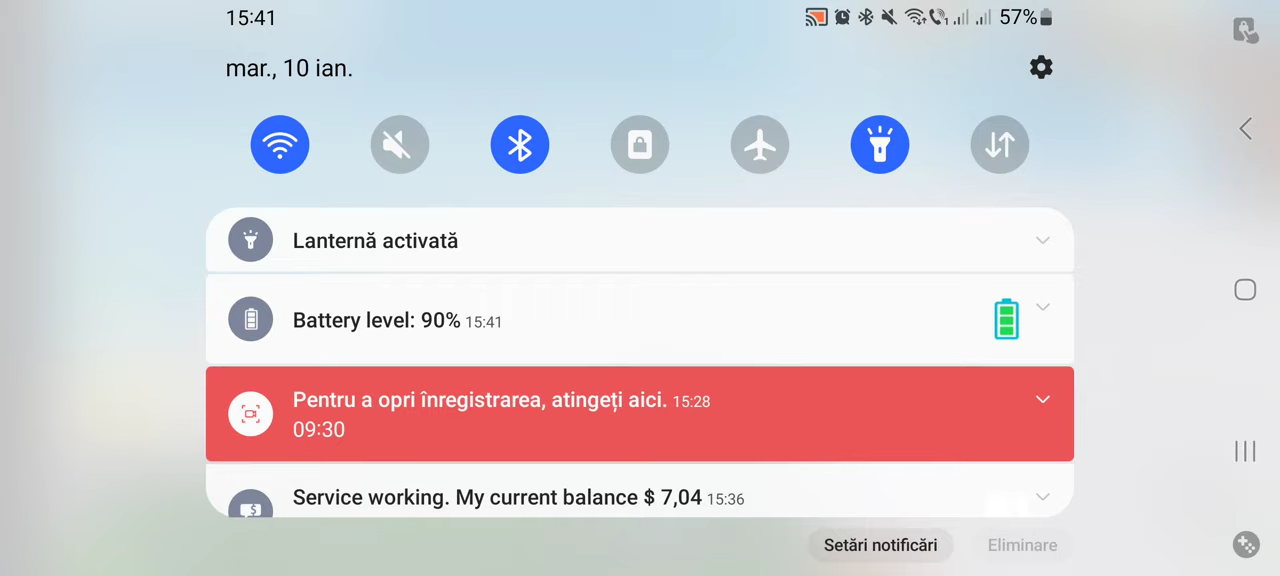 15:41
57%
mar., 10 ian.
Lanternă activată
Battery level: 90% 15:41
Pentru a opri înregistrarea, atingeți aici. 15:28
09:30
Service working. My current balance $ 7,04 15:36
Setări notificări
Eliminare